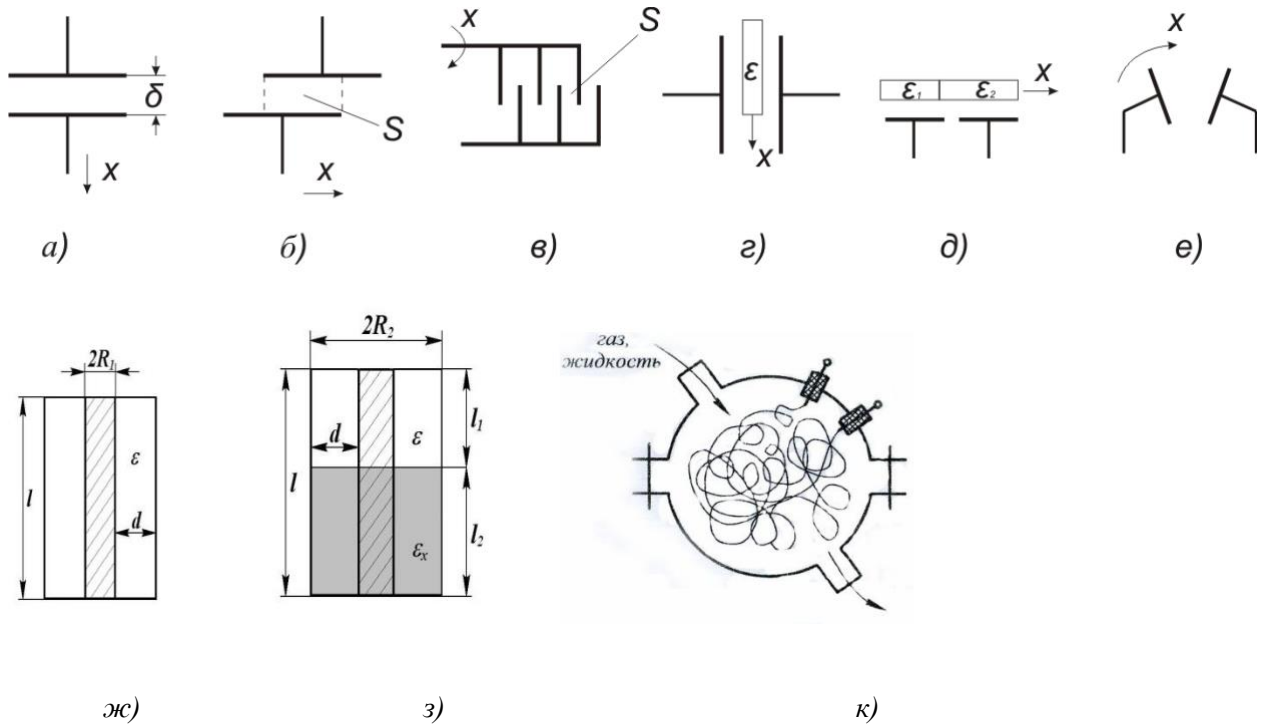 δ
x
а)
S
x
б)
x
S
в)
ε
x
г)
ε₁ ε₂
x
д)
x
е)
2R₁
l
ε
d
ж)
2R₂
l
d
ε
l₁
εₓ
l₂
з)
газ,
жидкость
к)